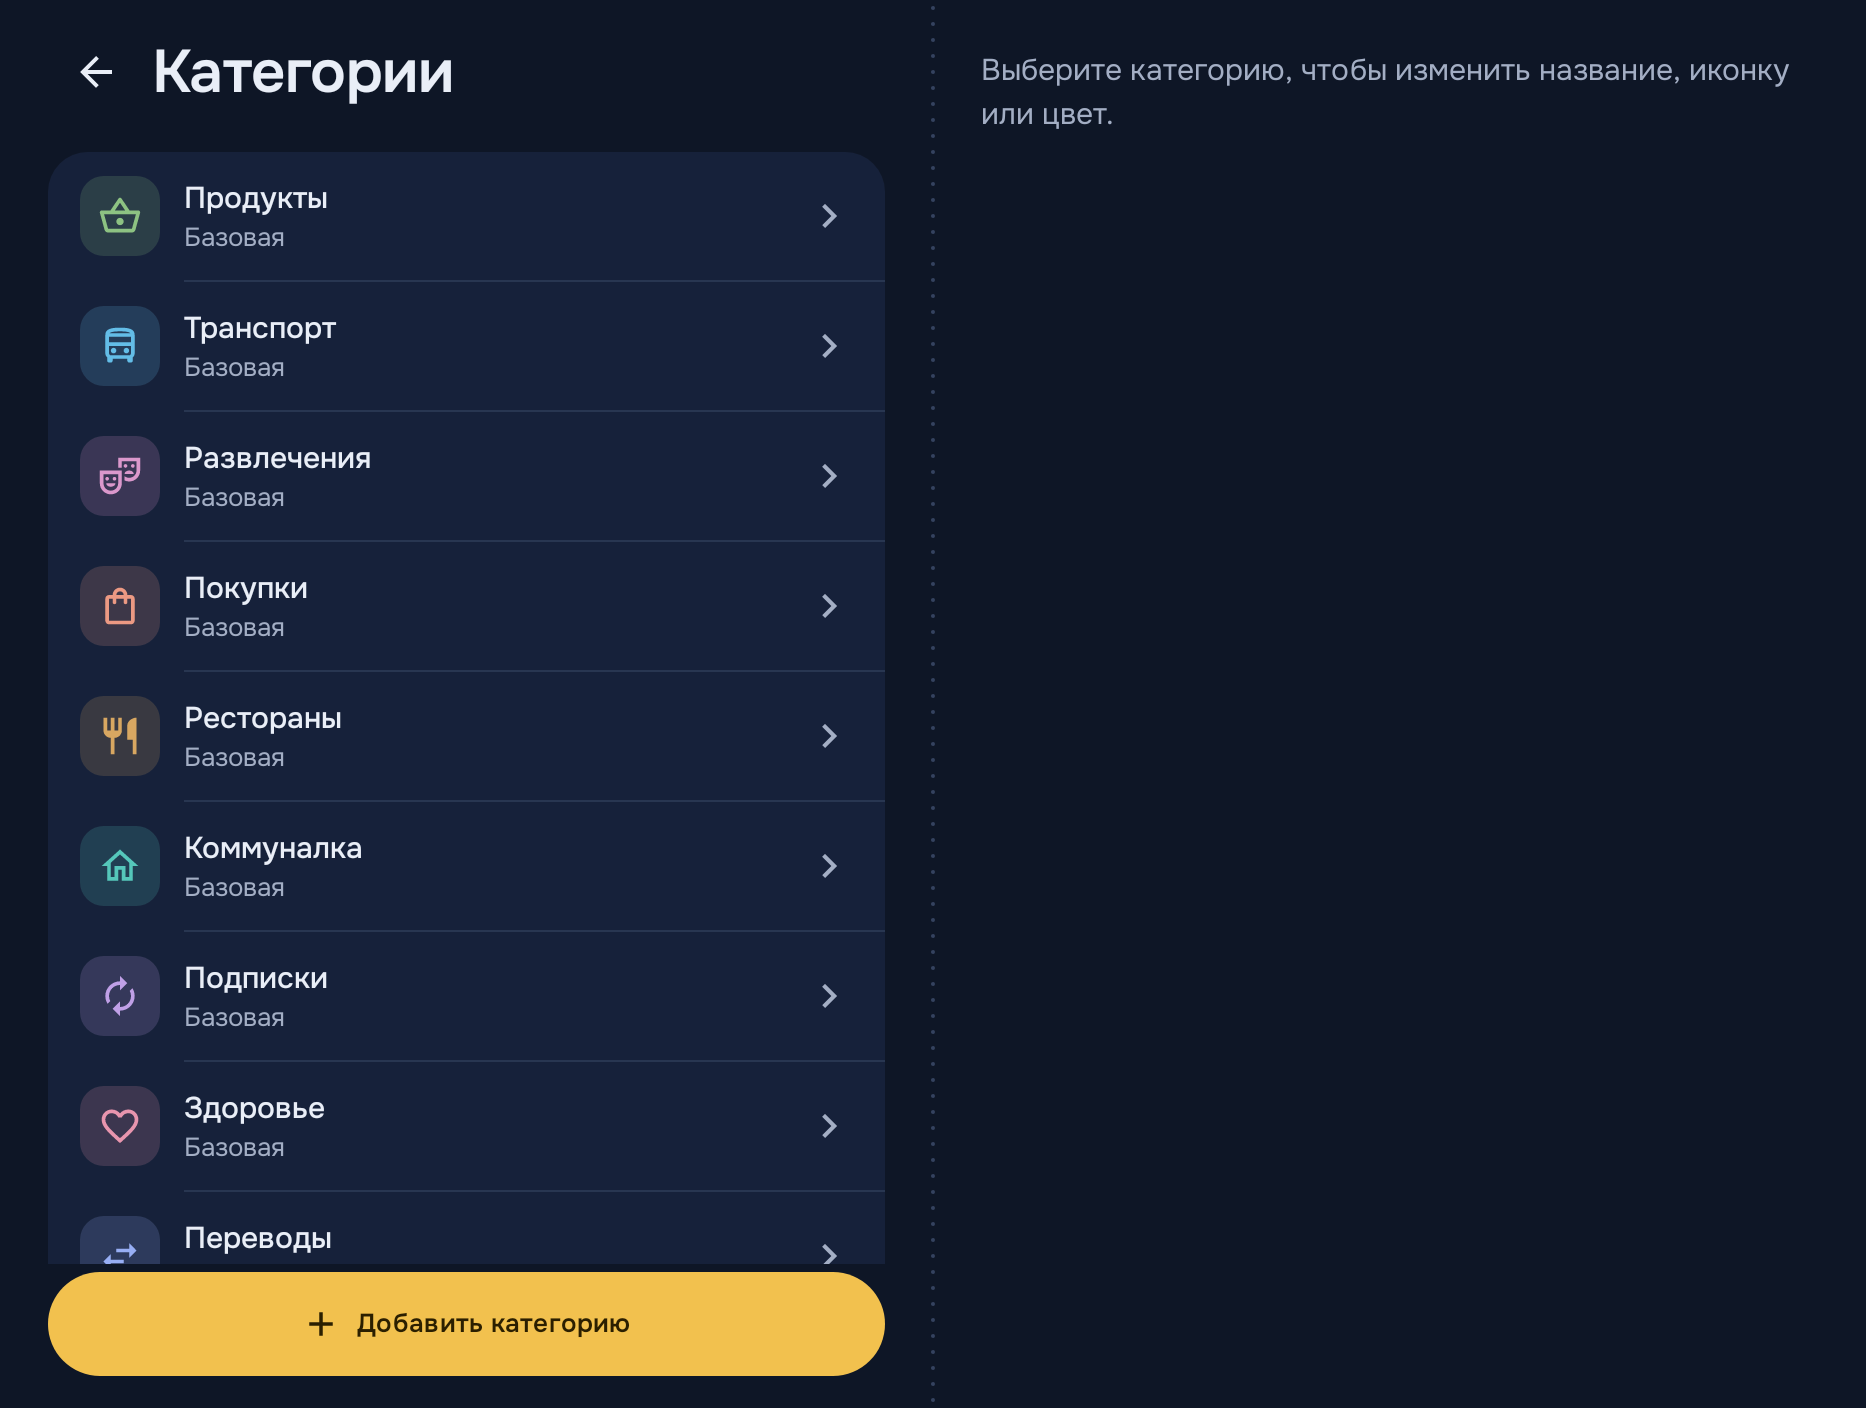 Категории
Продукты
Базовая
Транспорт
Базовая
Развлечения
Базовая
Покупки
Базовая
Рестораны
Базовая
Коммуналка
Базовая
Подписки
Базовая
Здоровье
Базовая
Переводы
Добавить категорию
Выберите категорию, чтобы изменить название, иконку
или цвет.